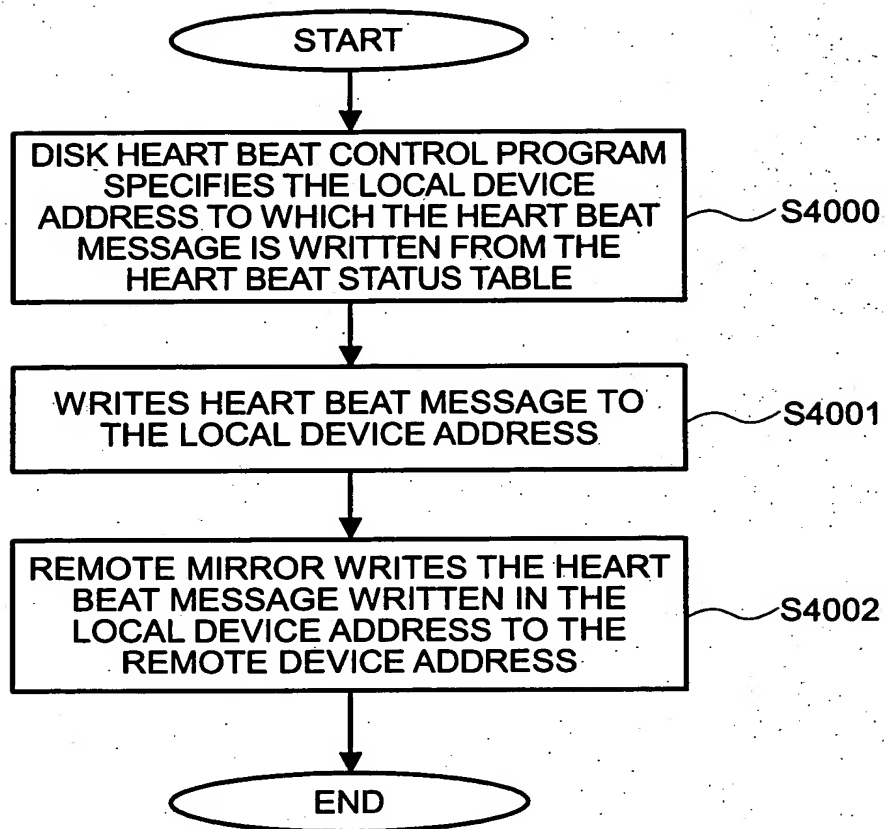 START
DISK HEART BEAT CONTROL PROGRAM
SPECIFIES THE LOCAL DEVICE
ADDRESS TO WHICH THE HEART BEAT
MESSAGE IS WRITTEN FROM THE
HEART BEAT STATUS TABLE
S4000
WRITES HEART BEAT MESSAGE TO
THE LOCAL DEVICE ADDRESS
S4001
REMOTE MIRROR WRITES THE HEART
BEAT MESSAGE WRITTEN IN THE
LOCAL DEVICE ADDRESS TO THE
REMOTE DEVICE ADDRESS
S4002
END